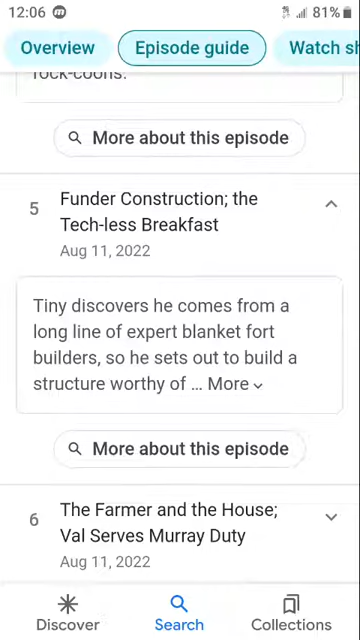 12:06 81%
Overview Episode guide Watch sh
rock-coons.
More about this episode
5 Funder Construction; the
Tech-less Breakfast
Aug 11, 2022
Tiny discovers he comes from a
long line of expert blanket fort
builders, so he sets out to build a
structure worthy of ... More
More about this episode
6 The Farmer and the House;
Val Serves Murray Duty
Aug 11, 2022
Discover Search Collections